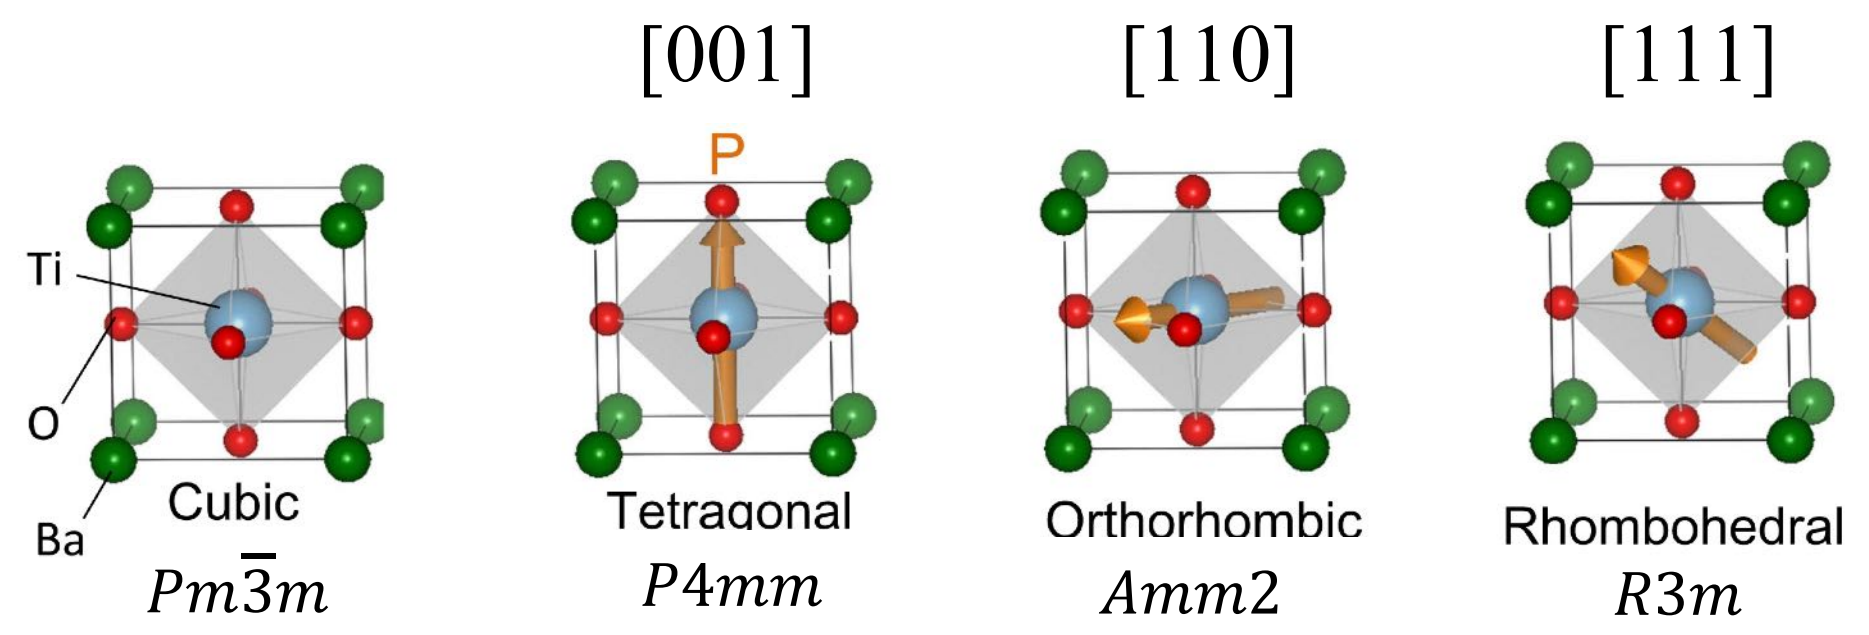 [001] [110] [111]
P
Ti
O
Ba
Cubic Tetragonal Orthorhombic Rhombohedral
Pm3̅m P4mm Amm2 R3m